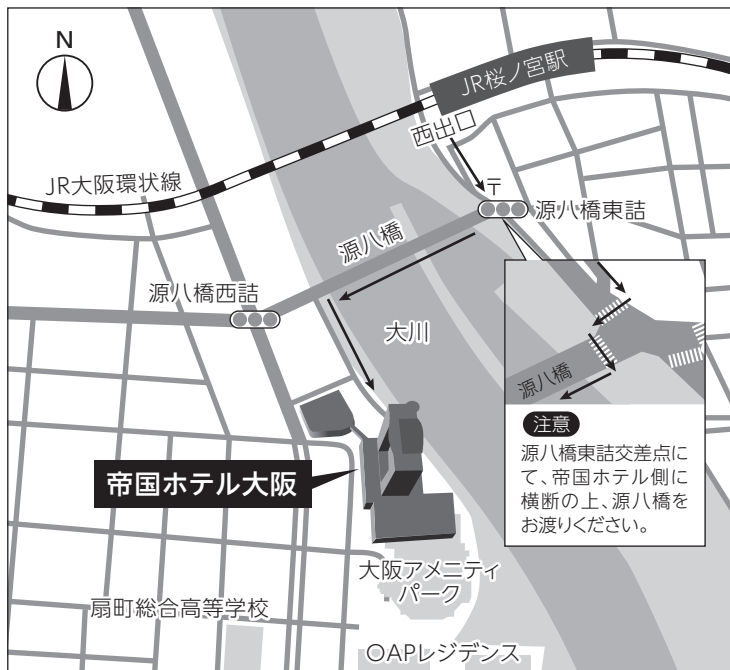 N
JR桜ノ宮駅
西出口
JR大阪環状線
〒
源八橋東詰
源八橋
源八橋西詰
大川
源八橋
注意
源八橋東詰交差点に
て、帝国ホテル側に
横断の上、源八橋を
お渡りください。
帝国ホテル大阪
大阪アメニティ
パーク
扇町総合高等学校
OAPレジデンス